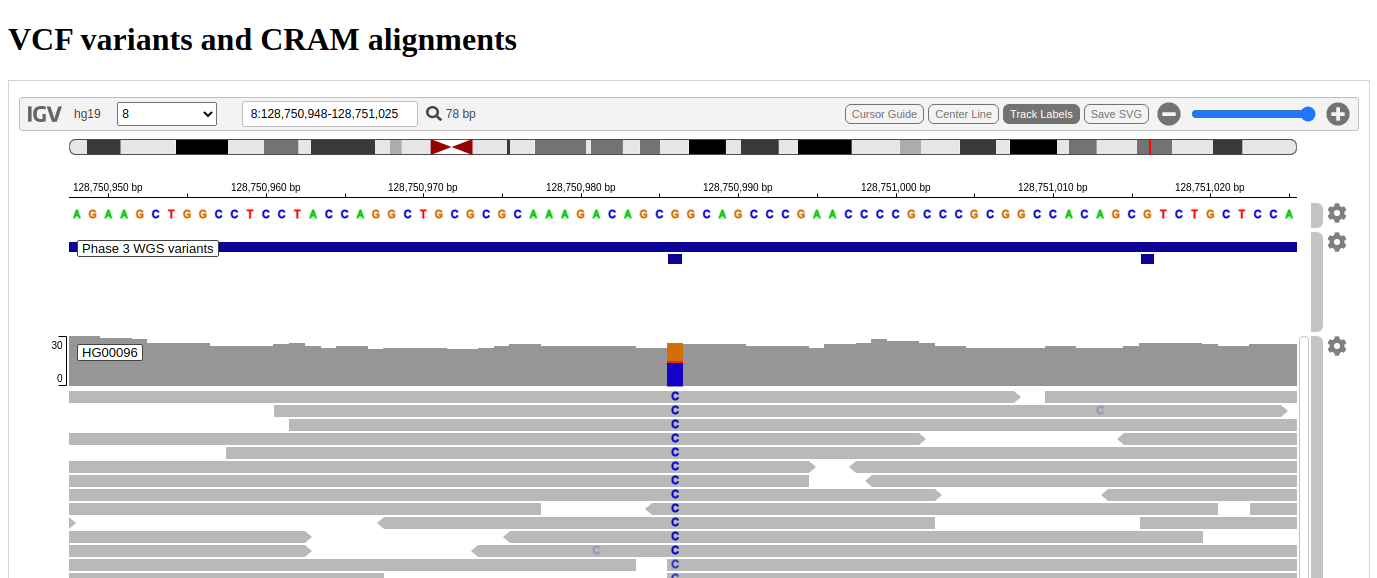 VCF variants and CRAM alignments
IGV hg19 8 8:128,750,948-128,751,025 78 bp Cursor Guide Center Line Track Labels Save SVG
128,750,950 bp 128,750,960 bp 128,750,970 bp 128,750,980 bp 128,750,990 bp 128,751,000 bp 128,751,010 bp 128,751,020 bp
A G A A G C T G G C C T C C T A C C A G G C T G C G C G C A A A G A C A G C G G C A G C C C G A A C C C C G C C C G C G G C C A C A G C G T C T G C T C C A
Phase 3 WGS variants
30
HG00096
0
C
C C
C
C
C
C
C
C
C
C
C
C C
C
C